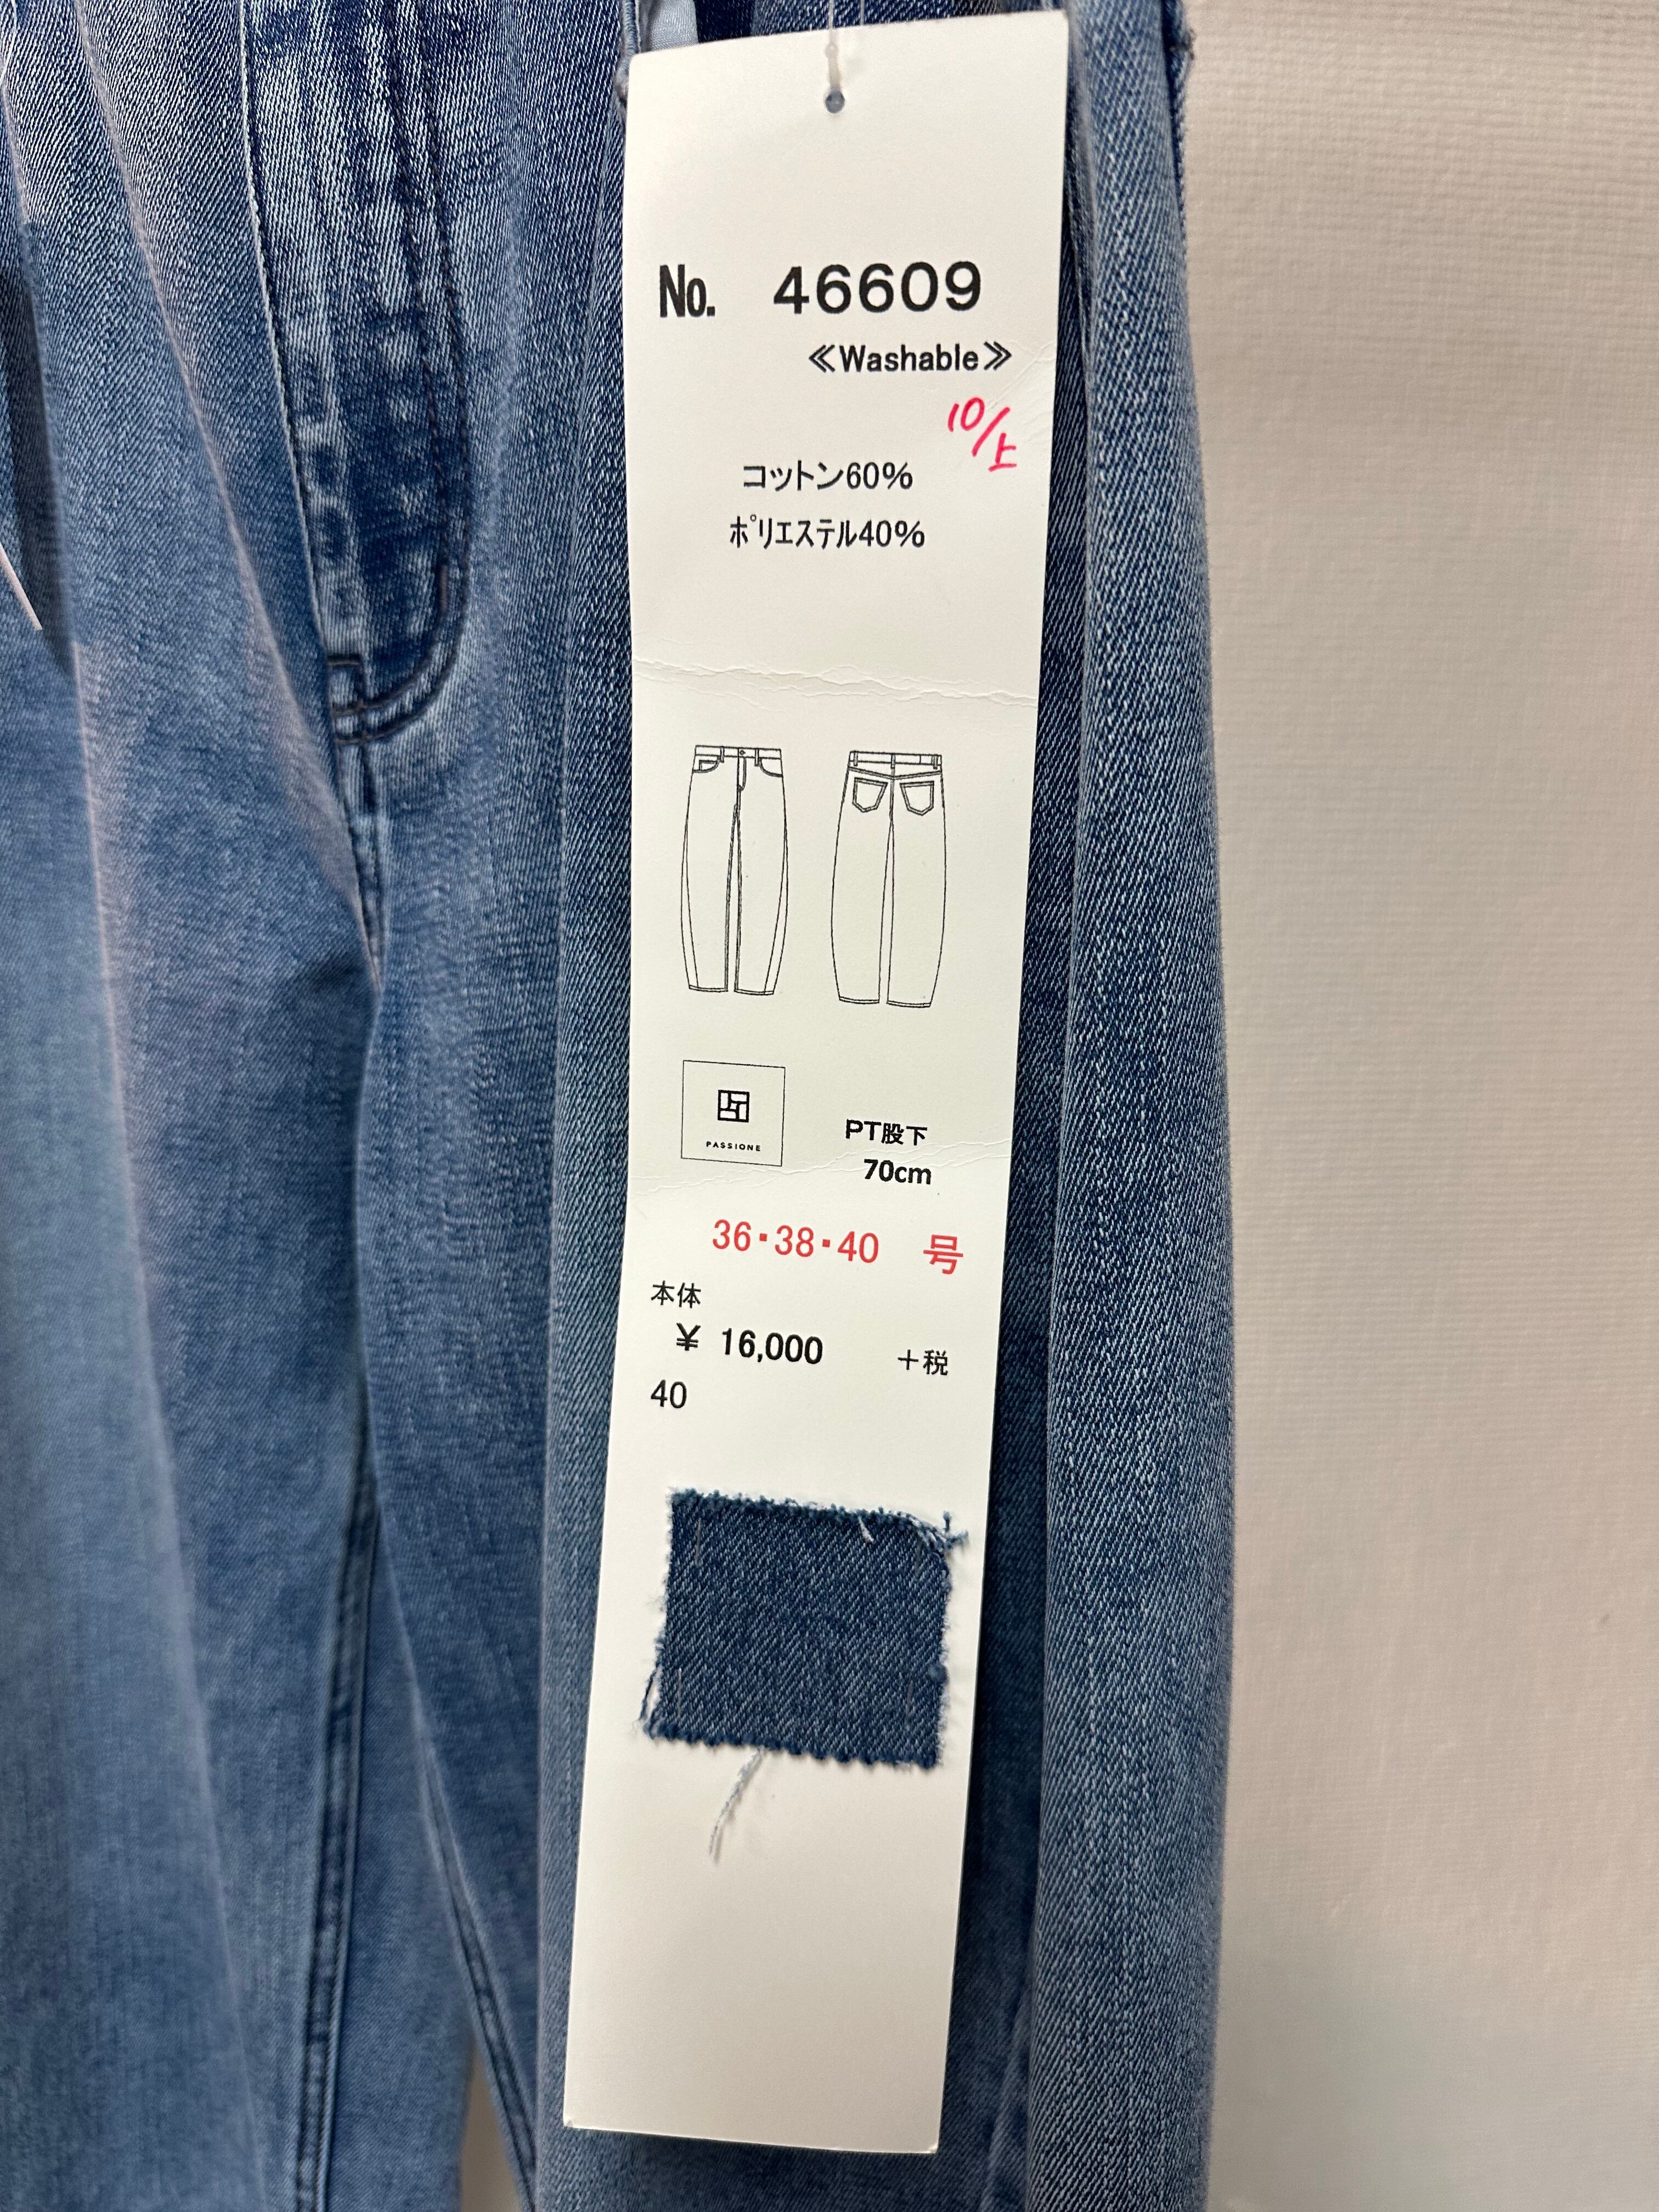 No. 46609
≪Washable≫
10/上
コットン60%
ポリエステル40%
PASSIONE
PT股下
70cm
36・38・40 号
本体
¥ 16,000 +税
40